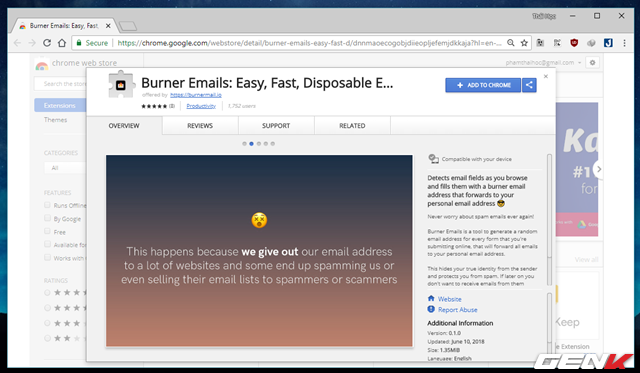 Burner Emails: Easy, Fast
https://chrome.google.com/webstore/detail/burner-emails-easy-fast-d/dnnmaoecogobjdiieopljefemjdkkaja?hl=en-
chrome web store
phamthaihoc@gmail.com
Search the store
Extensions
Themes
CATEGORIES
All
FEATURES
Runs Offline
By Google
Free
Available for
Works with
RATINGS
Burner Emails: Easy, Fast, Disposable E...
offered by https://burnermail.io
(8)
Productivity
1,752 users
ADD TO CHROME
OVERVIEW
REVIEWS
SUPPORT
RELATED
This happens because we give out our email address
to a lot of websites and some end up spamming us or
even selling their email lists to spammers or scammers
Compatible with your device
Detects email fields as you browse
and fills them with a burner email
address that forwards to your
personal email address 😎
Never worry about spam emails ever again!
Burner Emails is a tool to generate a random
email address for every form that you're
submitting online, that will forward all emails
to your personal email address.
This hides your true identity from the sender
and protects you from spam. If later on you
don't want to receive emails from them
Website
Report Abuse
Additional Information
Version: 0.1.0
Updated: June 10, 2018
Size: 1.35MiB
Language: English
Ka
#1
for
View all
Keep
Extension
GENK